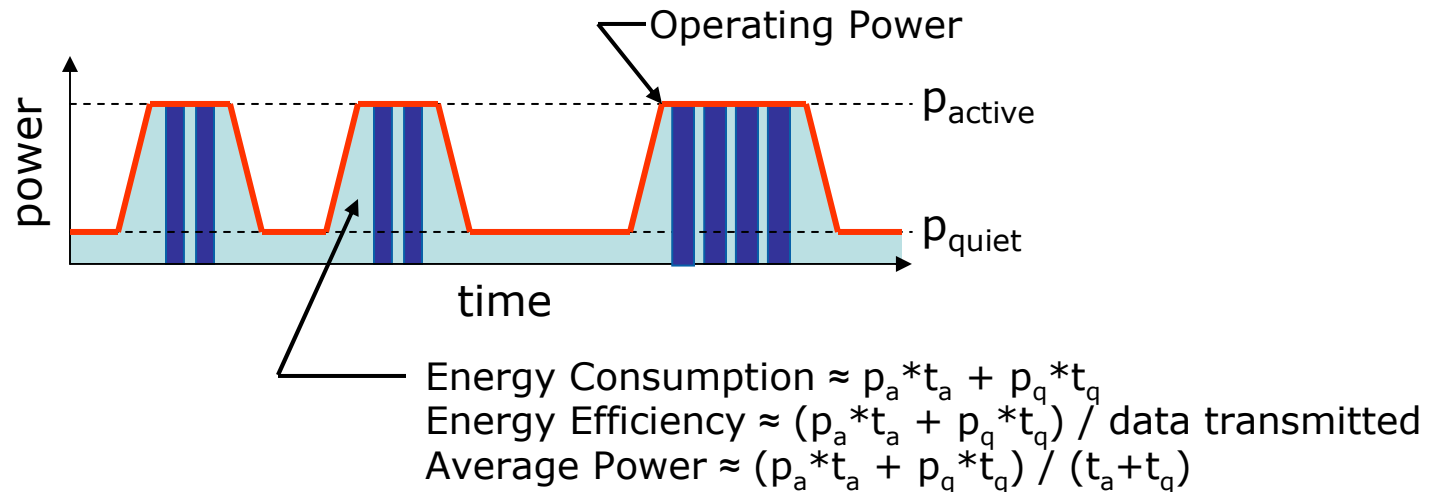 Operating Power
power
p_active
p_quiet
time
Energy Consumption ≈ p_a*t_a + p_q*t_q
Energy Efficiency ≈ (p_a*t_a + p_q*t_q) / data transmitted
Average Power ≈ (p_a*t_a + p_q*t_q) / (t_a+t_q)